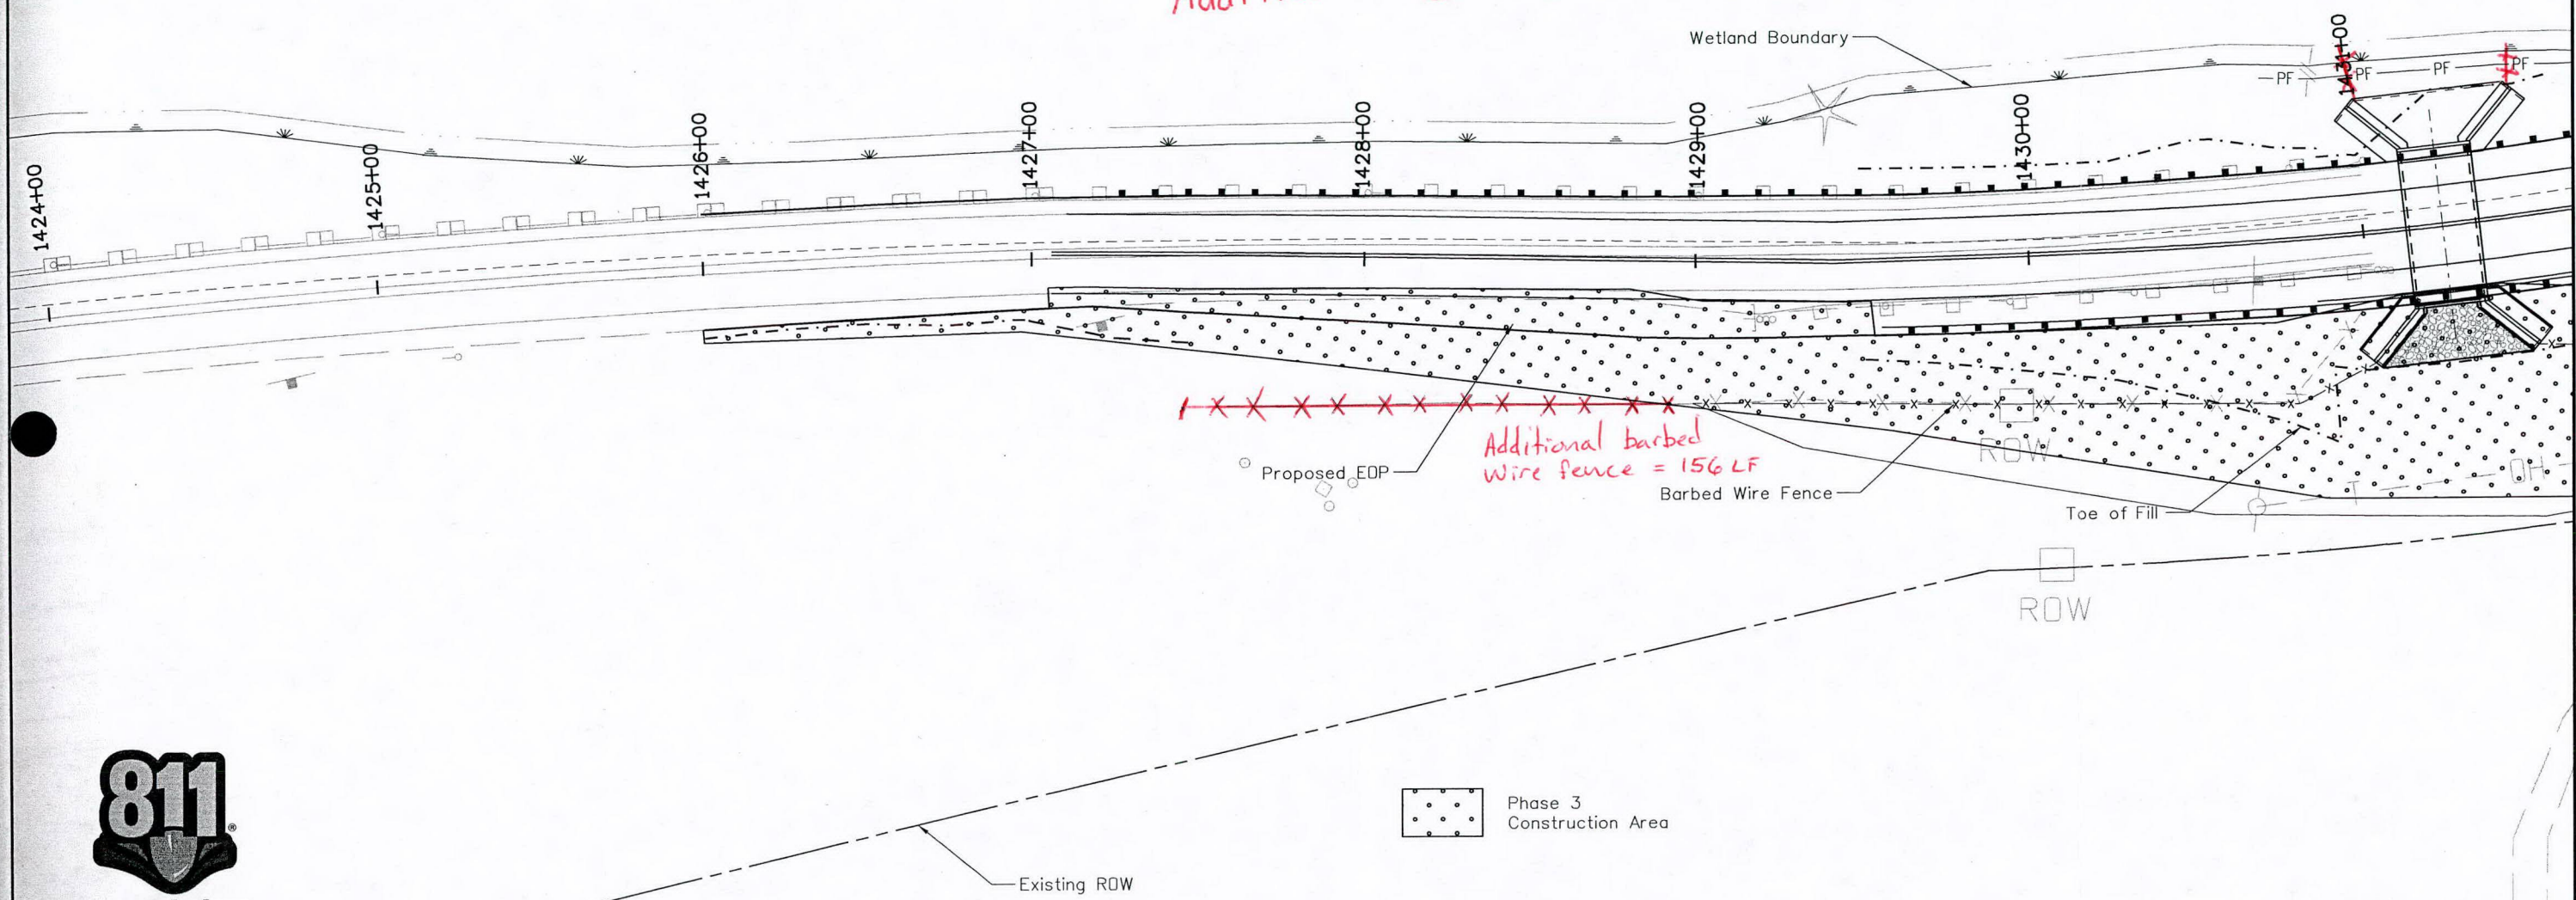 Wetland Boundary
1431+00
PF
PF
PF
PF
1424+00
1425+00
1426+00
1427+00
1428+00
1429+00
1430+00
Additional barbed
wire fence = 156 LF
Proposed EOP
Barbed Wire Fence
ROW
OH
Toe of Fill
ROW
Phase 3
Construction Area
811
®
Existing ROW